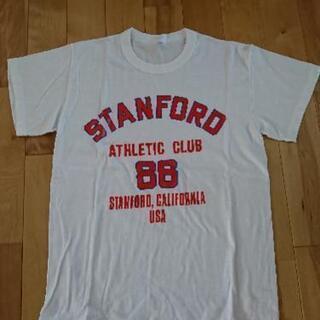 STANFORD
ATHLETIC CLUB
86
STANFORD, CALIFORNIA
USA